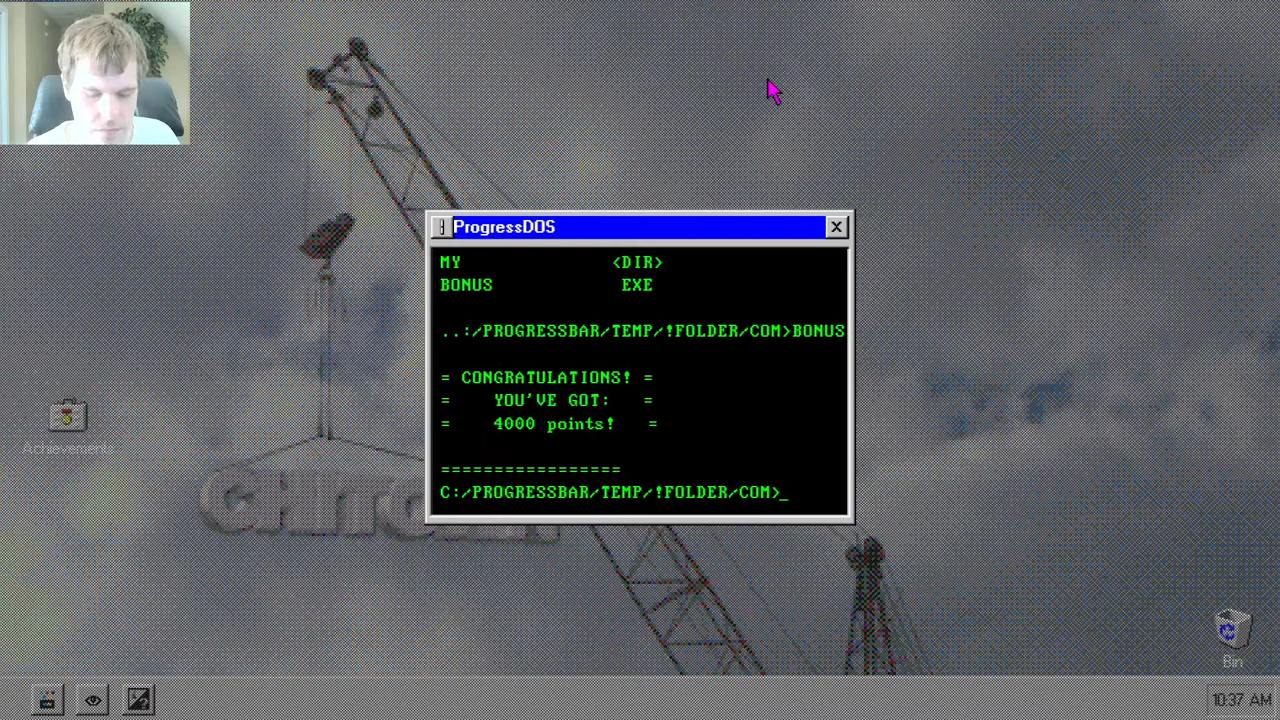 ProgressDOS
MY <DIR>
BONUS EXE
..:/PROGRESSBAR/TEMP/!FOLDER/COM>BONUS
= CONGRATULATIONS! =
= YOU'VE GOT: =
= 4000 points! =
=================
C:/PROGRESSBAR/TEMP/!FOLDER/COM>_
Achievements
Bin
10:37 AM